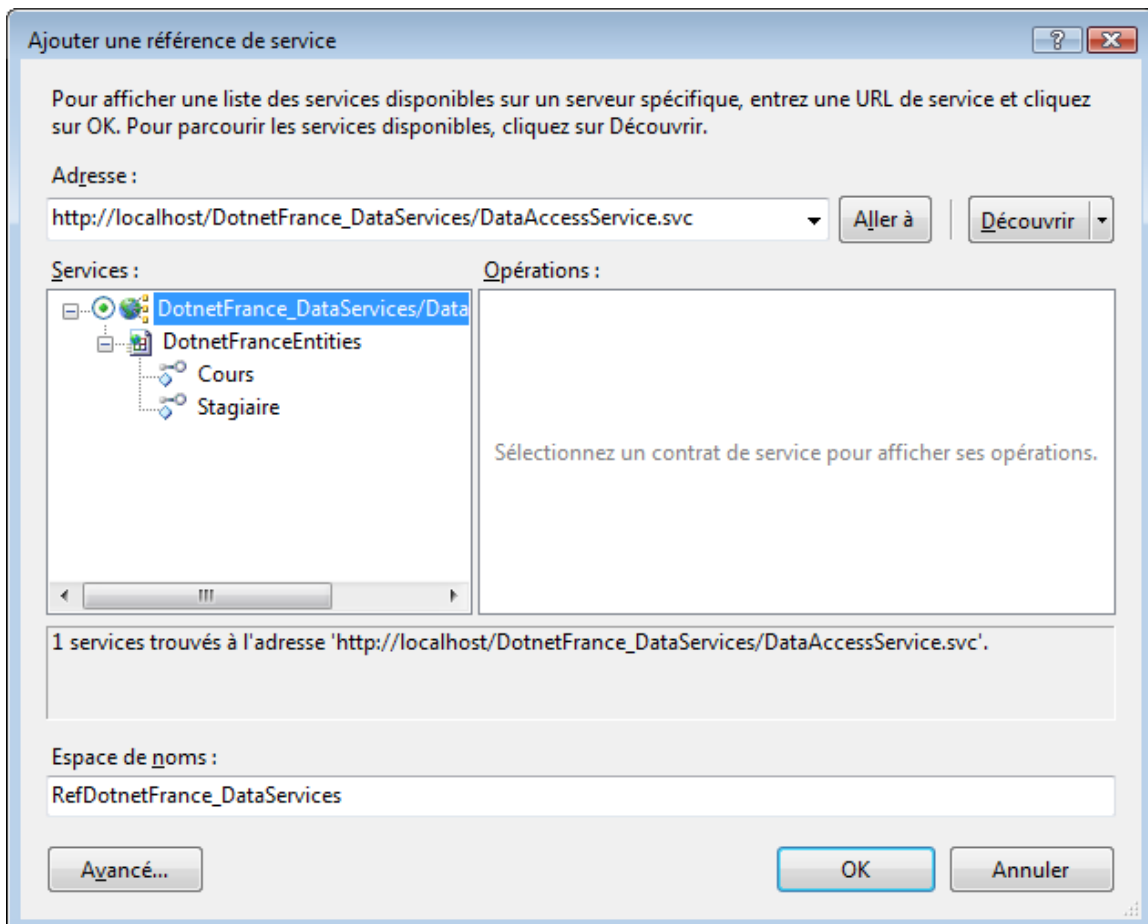 Ajouter une référence de service
Pour afficher une liste des services disponibles sur un serveur spécifique, entrez une URL de service et cliquez
sur OK. Pour parcourir les services disponibles, cliquez sur Découvrir.
Adresse :
http://localhost/DotnetFrance_DataServices/DataAccessService.svc
Aller à
Découvrir
Services :
Opérations :
DotnetFrance_DataServices/Data
DotnetFranceEntities
Cours
Stagiaire
Sélectionnez un contrat de service pour afficher ses opérations.
1 services trouvés à l'adresse 'http://localhost/DotnetFrance_DataServices/DataAccessService.svc'.
Espace de noms :
RefDotnetFrance_DataServices
Avancé...
OK
Annuler